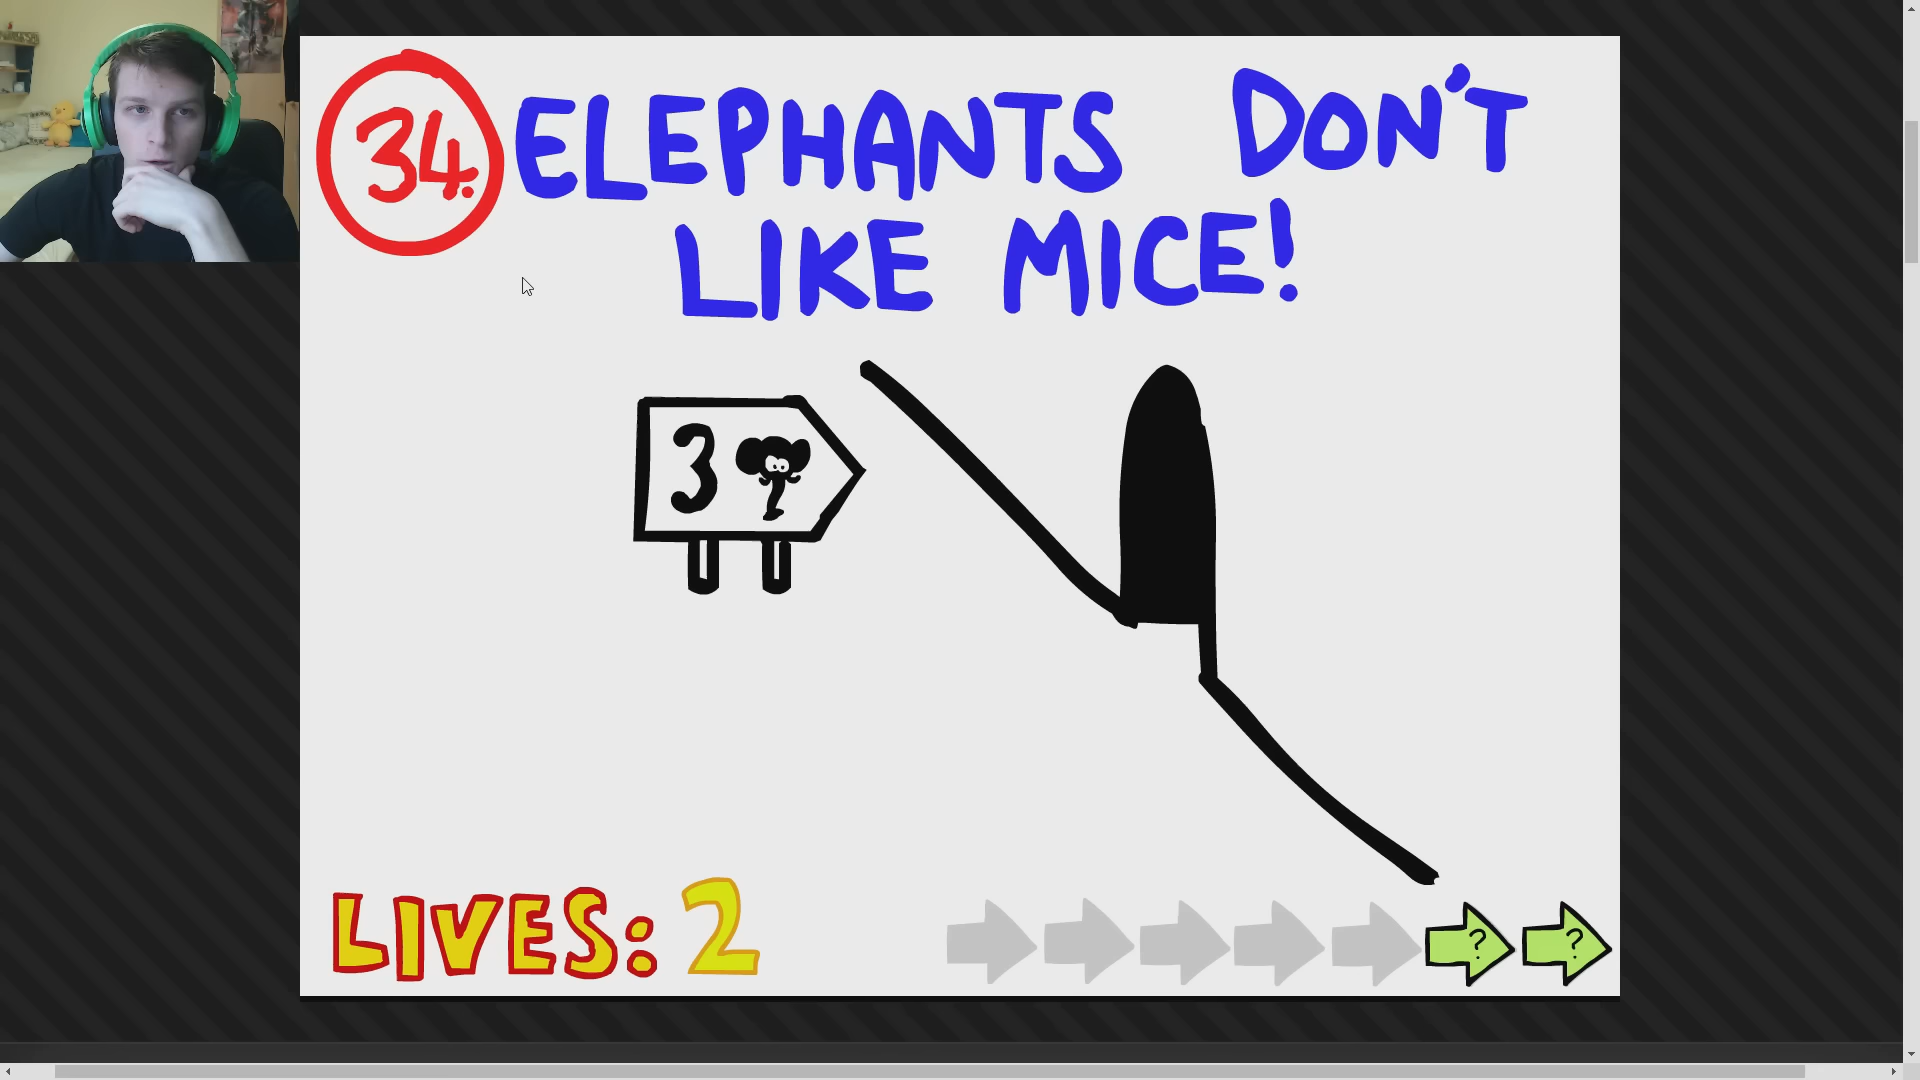 34. ELEPHANTS DON'T
LIKE MICE!
3
LIVES: 2
? ?